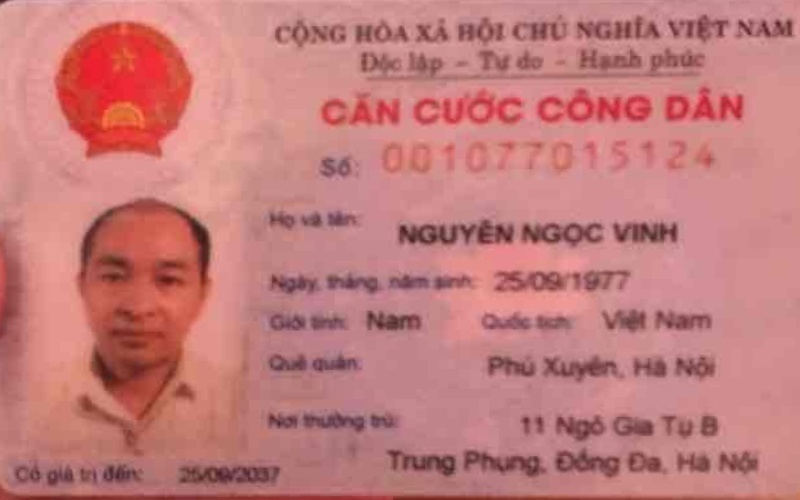 CỘNG HÒA XÃ HỘI CHỦ NGHĨA VIỆT NAM
Độc lập - Tự do - Hạnh phúc
CĂN CƯỚC CÔNG DÂN
Số: 001077015124
Họ và tên: NGUYỄN NGỌC VINH
Ngày, tháng, năm sinh: 25/09/1977
Giới tính: Nam Quốc tịch: Việt Nam
Quê quán: Phú Xuyên, Hà Nội
Nơi thường trú: 11 Ngõ Gia Tụ B
Trung Phụng, Đống Đa, Hà Nội
Có giá trị đến: 25/09/2037